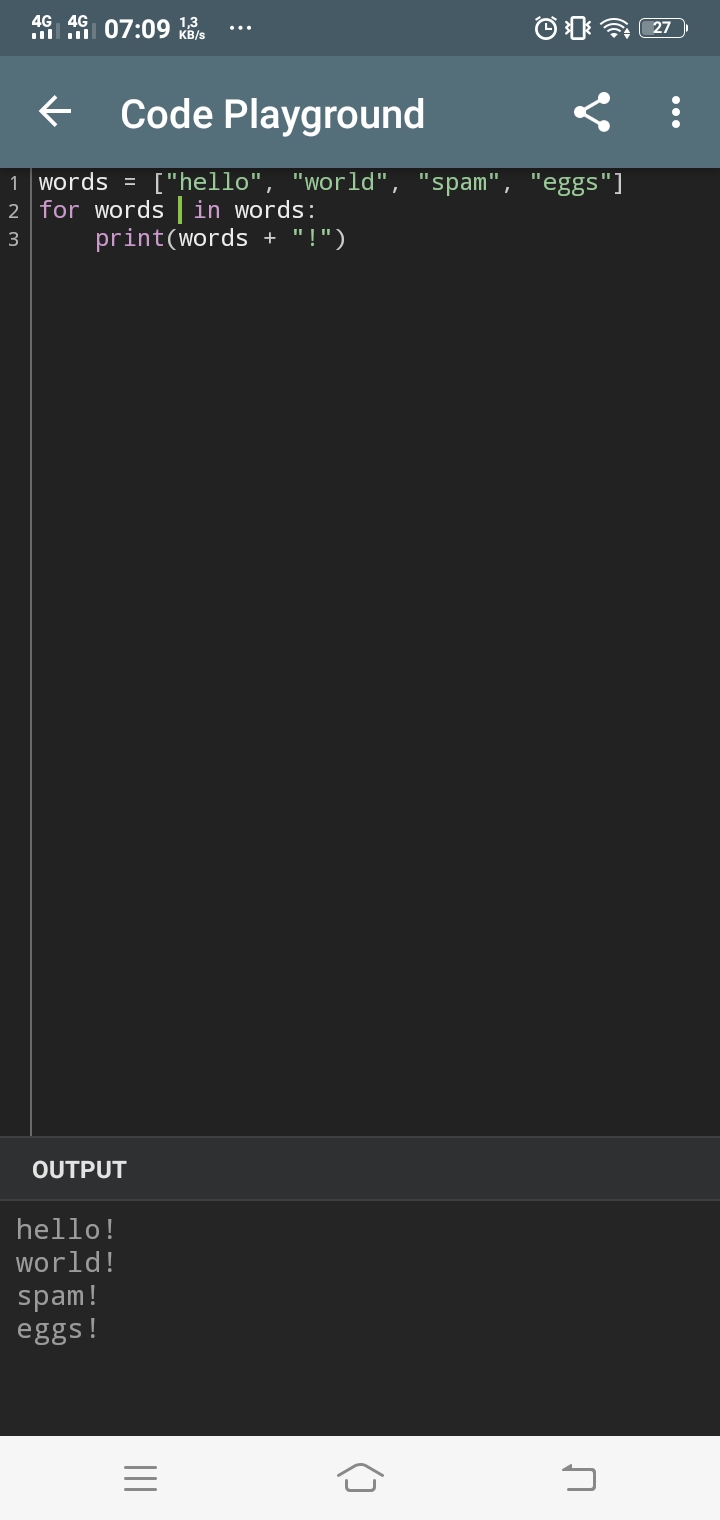 4G 4G 07:09 1,3 KB/s ... 27
Code Playground
1 words = ["hello", "world", "spam", "eggs"]
2 for words  in words:
3     print(words + "!")
OUTPUT
hello!
world!
spam!
eggs!